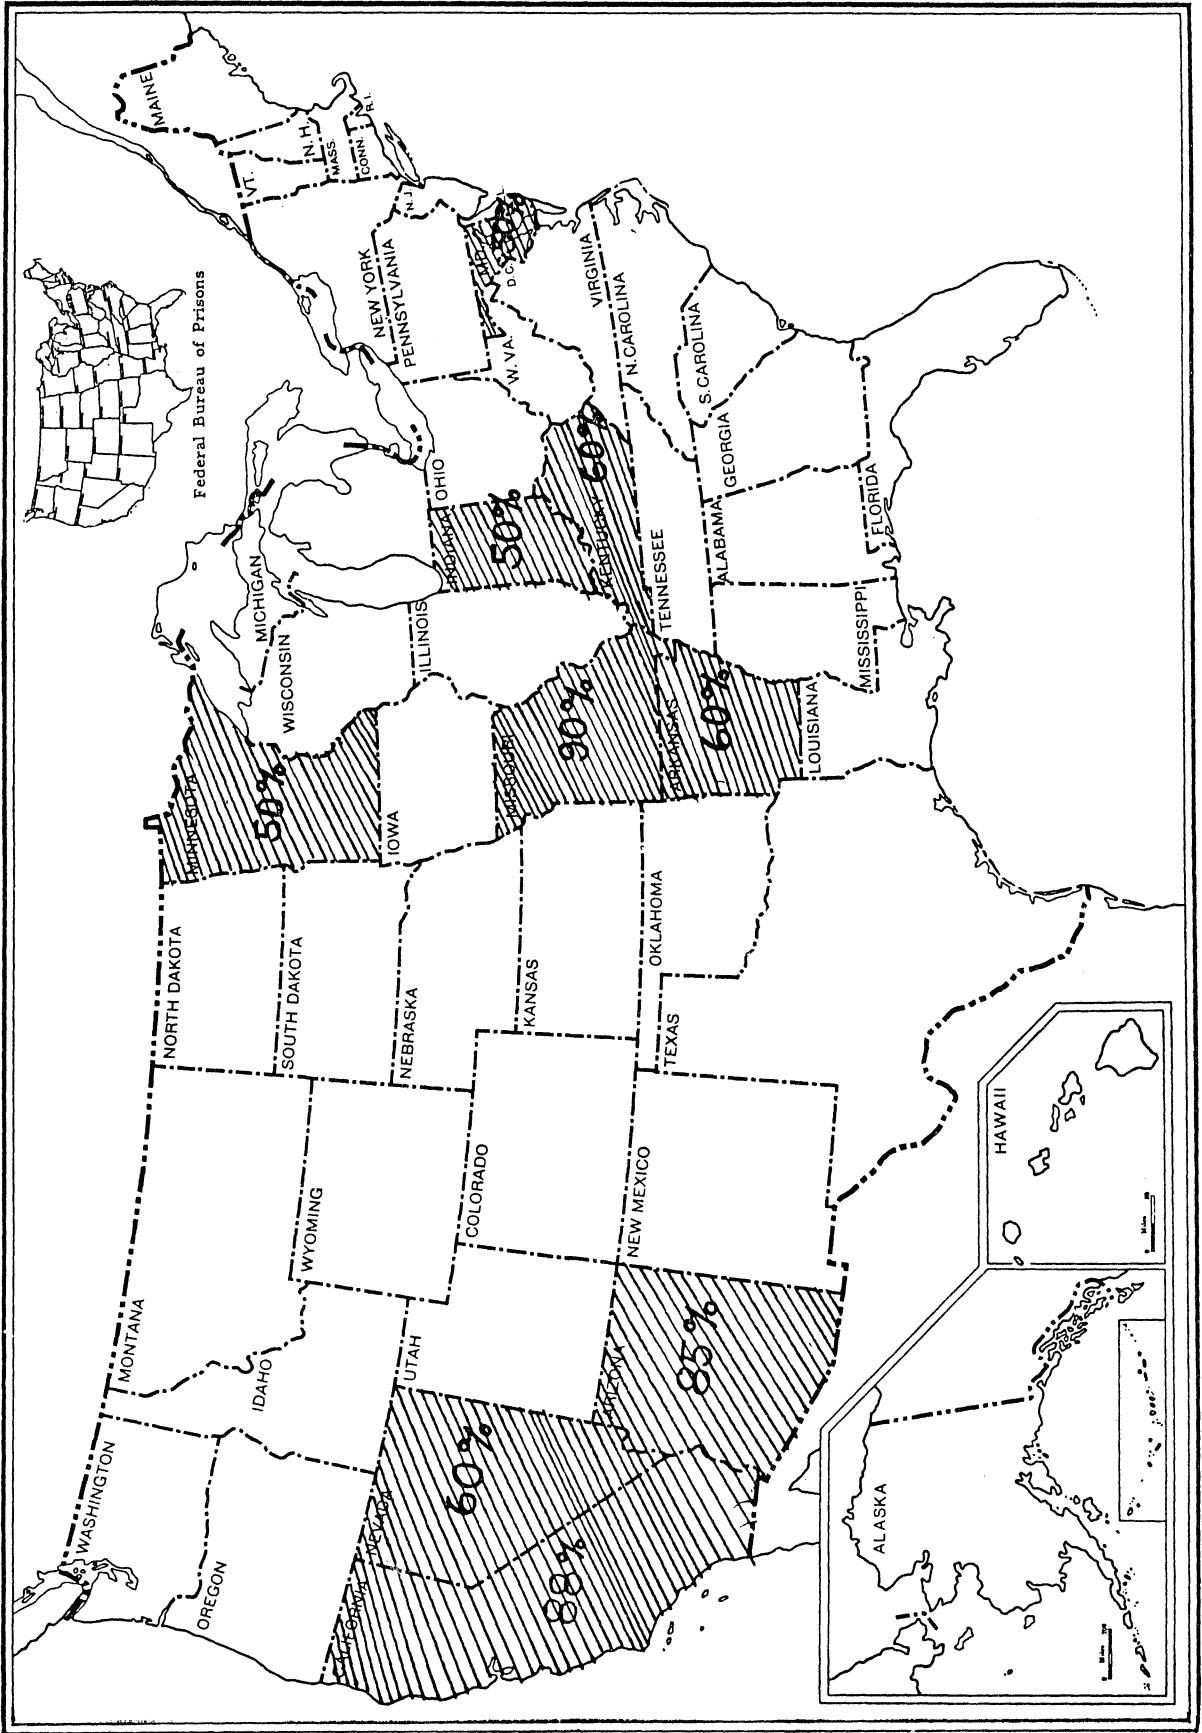 Federal Bureau of Prisons
WASHINGTON
OREGON
CALIFORNIA
88%
NEVADA
60%
IDAHO
MONTANA
WYOMING
UTAH
ARIZONA
85%
COLORADO
NEW MEXICO
NORTH DAKOTA
SOUTH DAKOTA
NEBRASKA
KANSAS
OKLAHOMA
TEXAS
MINNESOTA
50%
IOWA
MISSOURI
90%
ARKANSAS
60%
LOUISIANA
WISCONSIN
MICHIGAN
ILLINOIS
INDIANA
50%
OHIO
KENTUCKY
60%
TENNESSEE
MISSISSIPPI
ALABAMA
GEORGIA
FLORIDA
S. CAROLINA
N. CAROLINA
VIRGINIA
W. VA.
D.C.
PENNSYLVANIA
NEW YORK
N.J.
CONN.
R.I.
MASS.
N.H.
VT.
MAINE
ALASKA
HAWAII